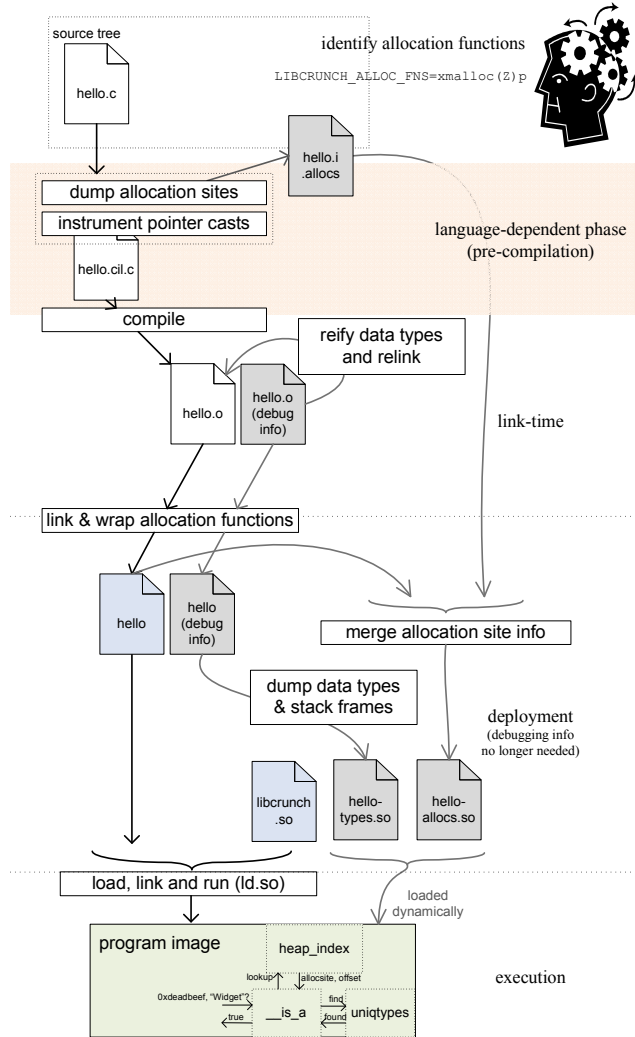 source tree
identify allocation functions
LIBCRUNCH_ALLOC_FNS=xmalloc(Z)p
hello.c
hello.i
.allocs
dump allocation sites
instrument pointer casts
language-dependent phase
(pre-compilation)
hello.cil.c
compile
reify data types
and relink
hello.o
hello.o
(debug
info)
link-time
link & wrap allocation functions
hello
hello
(debug
info)
merge allocation site info
dump data types
& stack frames
deployment
(debugging info
no longer needed)
libcrunch
.so
hello-
types.so
hello-
allocs.so
load, link and run (ld.so)
loaded
dynamically
program image
heap_index
lookup
allocsite, offset
execution
0xdeadbeef, "Widget"?
true
__is_a
find
found
uniqtypes